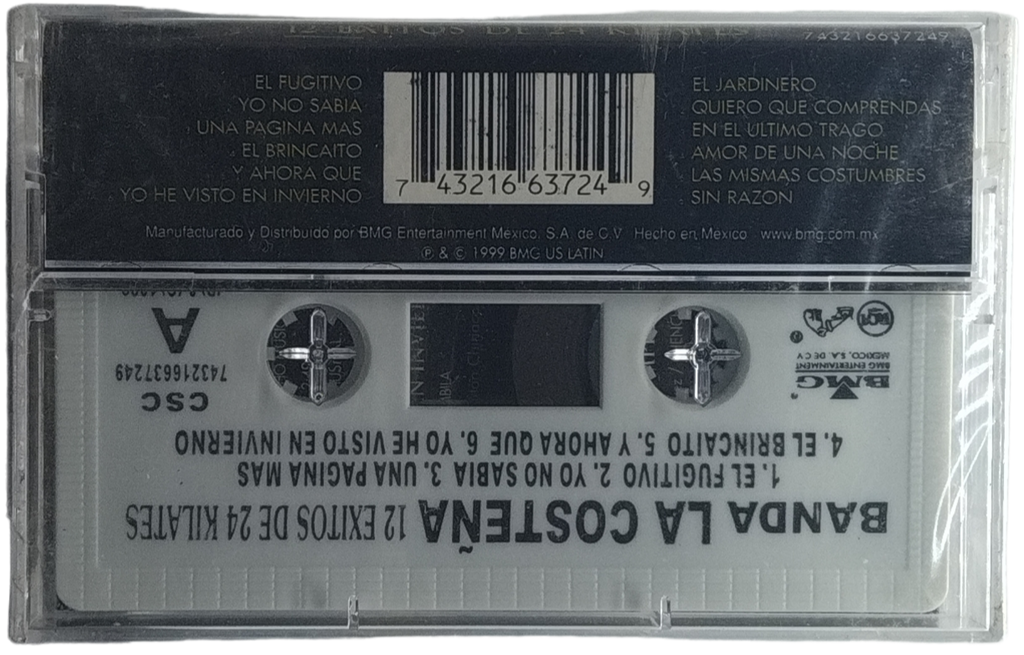 12 EXITOS DE 24 KILATES
743216637249
EL FUGITIVO
YO NO SABIA
UNA PAGINA MAS
EL BRINCAITO
Y AHORA QUE
YO HE VISTO EN INVIERNO
7 43216 63724 9
EL JARDINERO
QUIERO QUE COMPRENDAS
EN EL ULTIMO TRAGO
AMOR DE UNA NOCHE
LAS MISMAS COSTUMBRES
SIN RAZON
Manufacturado y Distribuido por BMG Entertainment Mexico, S.A. de C.V. Hecho en Mexico www.bmg.com.mx
℗ & © 1999 BMG US LATIN
BANDA LA COSTEÑA 12 EXITOS DE 24 KILATES
1. EL FUGITIVO 2. YO NO SABIA 3. UNA PAGINA MAS
4. EL BRINCAITO 5. Y AHORA QUE 6. YO HE VISTO EN INVIERNO
BMG
BMG ENTERTAINMENT
MEXICO, S.A. DE C.V.
CSC
743216637249
A